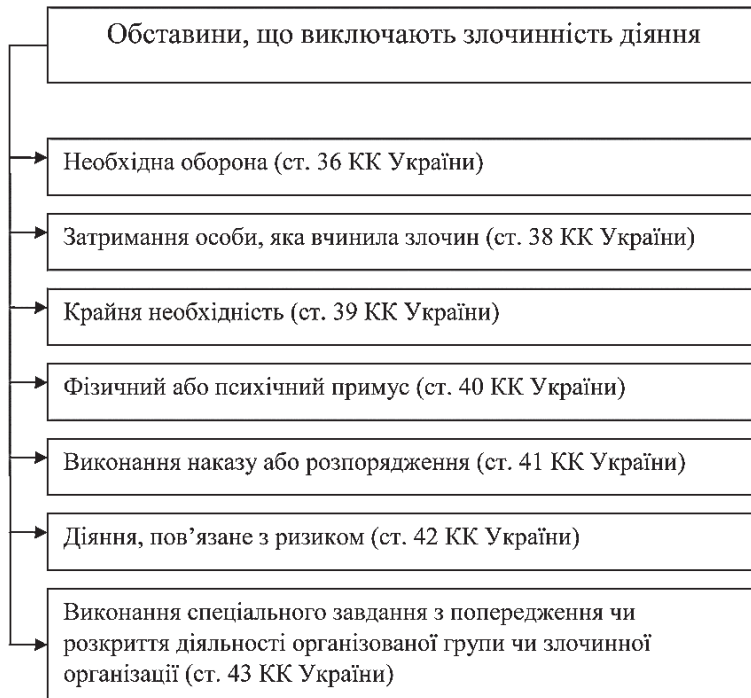 Обставини, що виключають злочинність діяння
Необхідна оборона (ст. 36 КК України)
Затримання особи, яка вчинила злочин (ст. 38 КК України)
Крайня необхідність (ст. 39 КК України)
Фізичний або психічний примус (ст. 40 КК України)
Виконання наказу або розпорядження (ст. 41 КК України)
Діяння, пов’язане з ризиком (ст. 42 КК України)
Виконання спеціального завдання з попередження чи
розкриття діяльності організованої групи чи злочинної
організації (ст. 43 КК України)